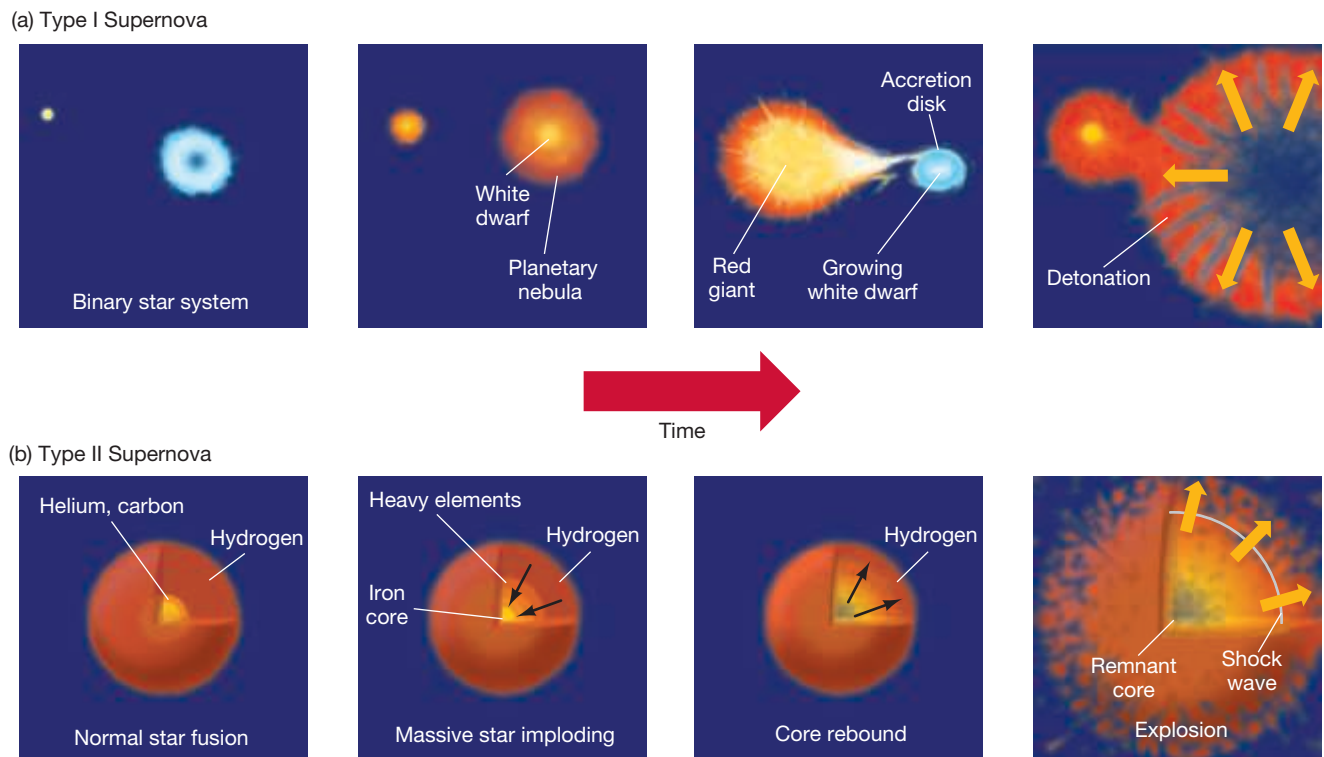 (a) Type I Supernova
Binary star system
White
dwarf
Planetary
nebula
Accretion
disk
Red
giant
Growing
white dwarf
Detonation
Time
(b) Type II Supernova
Helium, carbon
Hydrogen
Normal star fusion
Heavy elements
Hydrogen
Iron
core
Massive star imploding
Hydrogen
Core rebound
Remnant
core
Shock
wave
Explosion